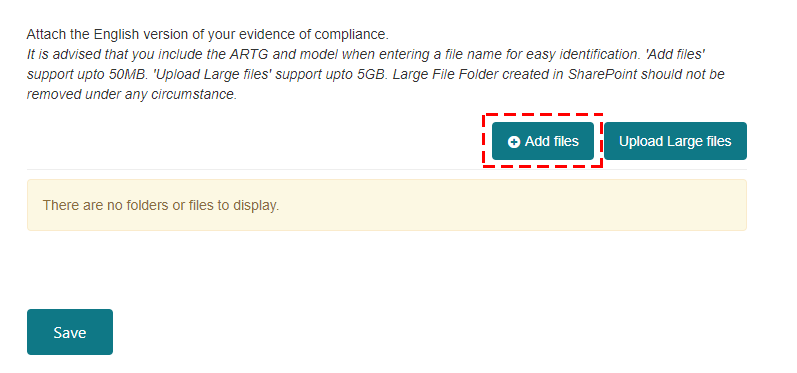 Attach the English version of your evidence of compliance.
It is advised that you include the ARTG and model when entering a file name for easy identification. 'Add files'
support upto 50MB. 'Upload Large files' support upto 5GB. Large File Folder created in SharePoint should not be
removed under any circumstance.
Add files
Upload Large files
There are no folders or files to display.
Save